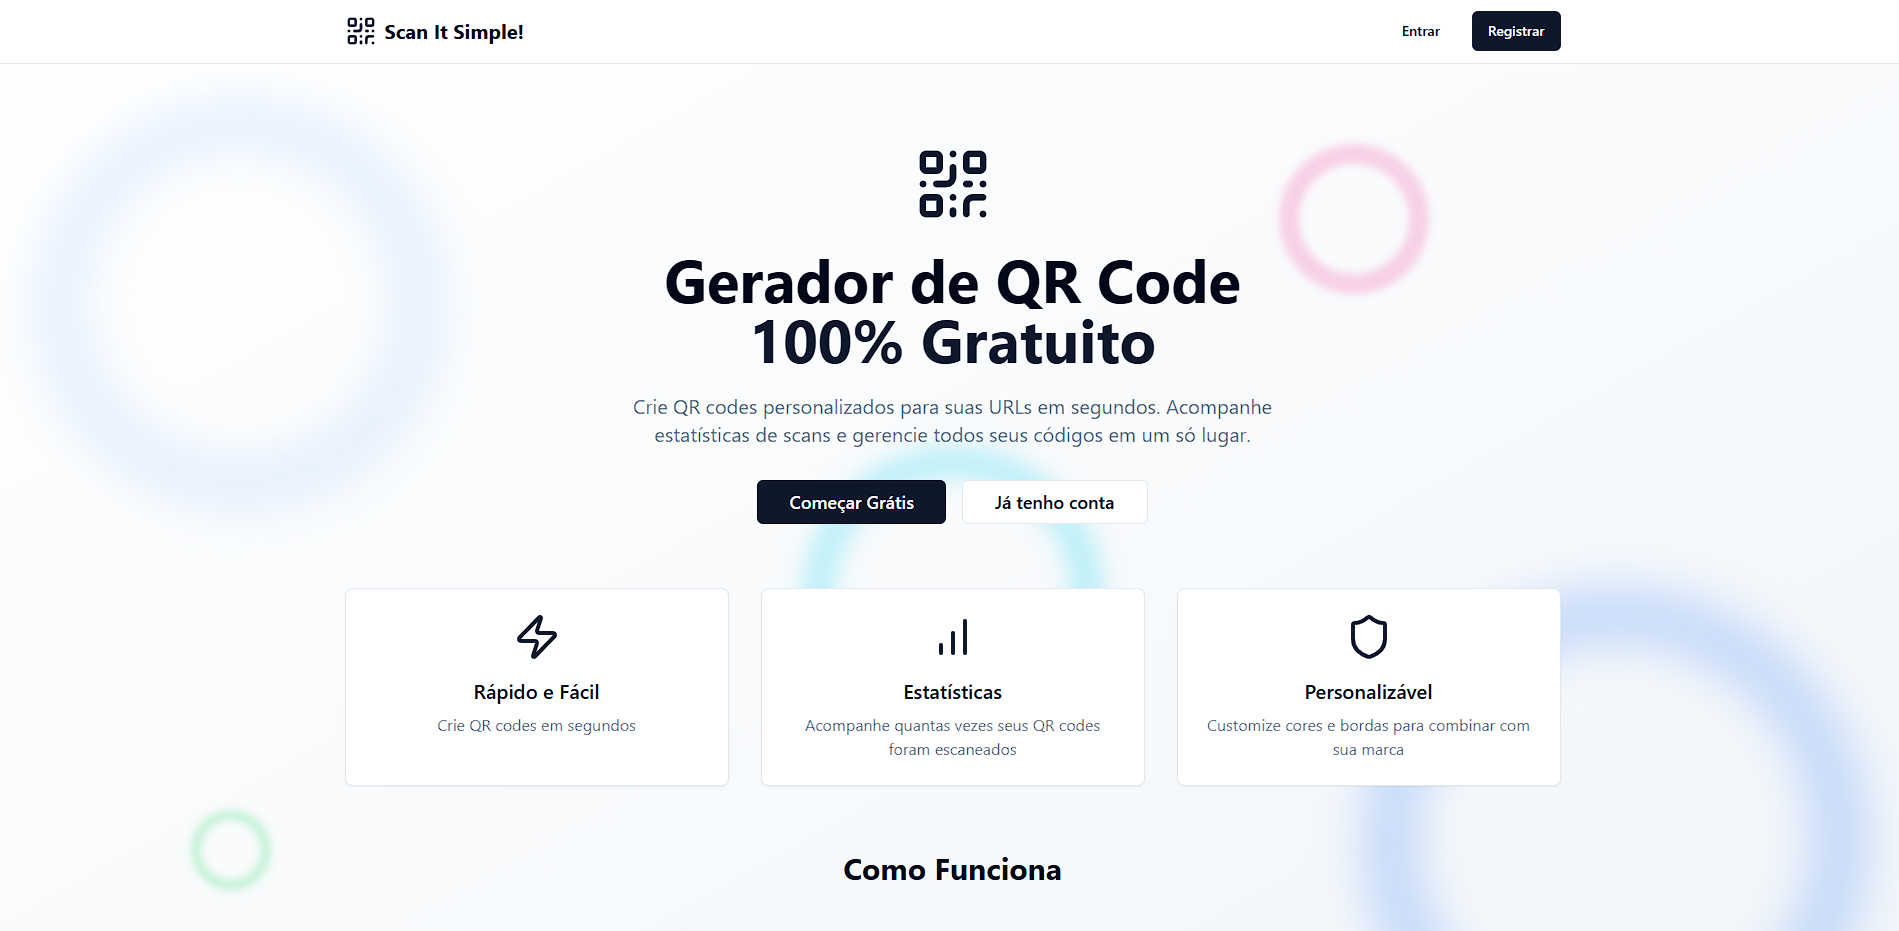 Scan It Simple!
Entrar
Registrar
Gerador de QR Code
100% Gratuito
Crie QR codes personalizados para suas URLs em segundos. Acompanhe
estatísticas de scans e gerencie todos seus códigos em um só lugar.
Começar Grátis
Já tenho conta
Rápido e Fácil
Crie QR codes em segundos
Estatísticas
Acompanhe quantas vezes seus QR codes
foram escaneados
Personalizável
Customize cores e bordas para combinar com
sua marca
Como Funciona